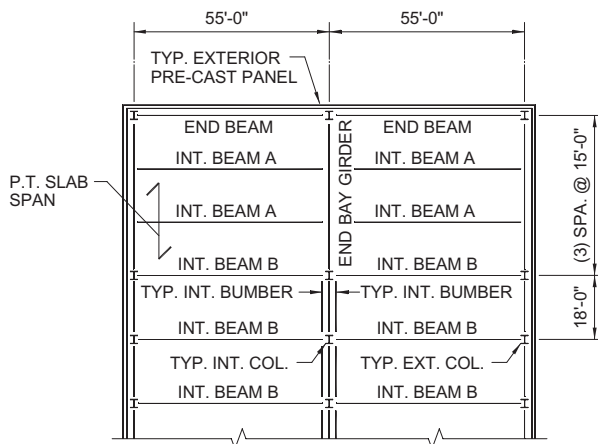 55'-0" 55'-0"
TYP. EXTERIOR
PRE-CAST PANEL
END BEAM END BEAM
INT. BEAM A INT. BEAM A
P.T. SLAB
SPAN
INT. BEAM A INT. BEAM A
END BAY GIRDER
(3) SPA. @ 15'-0"
INT. BEAM B INT. BEAM B
TYP. INT. BUMBER TYP. INT. BUMBER
18'-0"
INT. BEAM B INT. BEAM B
TYP. INT. COL. TYP. EXT. COL.
INT. BEAM B INT. BEAM B